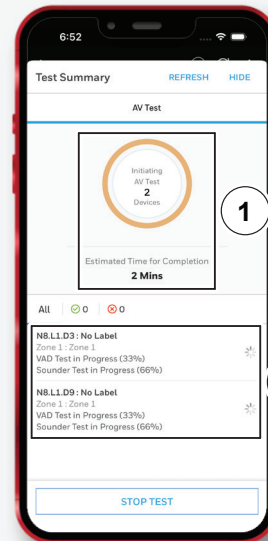 6:52
Test Summary REFRESH HIDE
AV Test
Initiating
AV Test
2
Devices
1
Estimated Time for Completion
2 Mins
All 0 0
N8.L1.D3 : No Label
Zone 1 : Zone 1
VAD Test in Progress (33%)
Sounder Test in Progress (66%)
N8.L1.D9 : No Label
Zone 1 : Zone 1
VAD Test in Progress (33%)
Sounder Test in Progress (66%)
STOP TEST